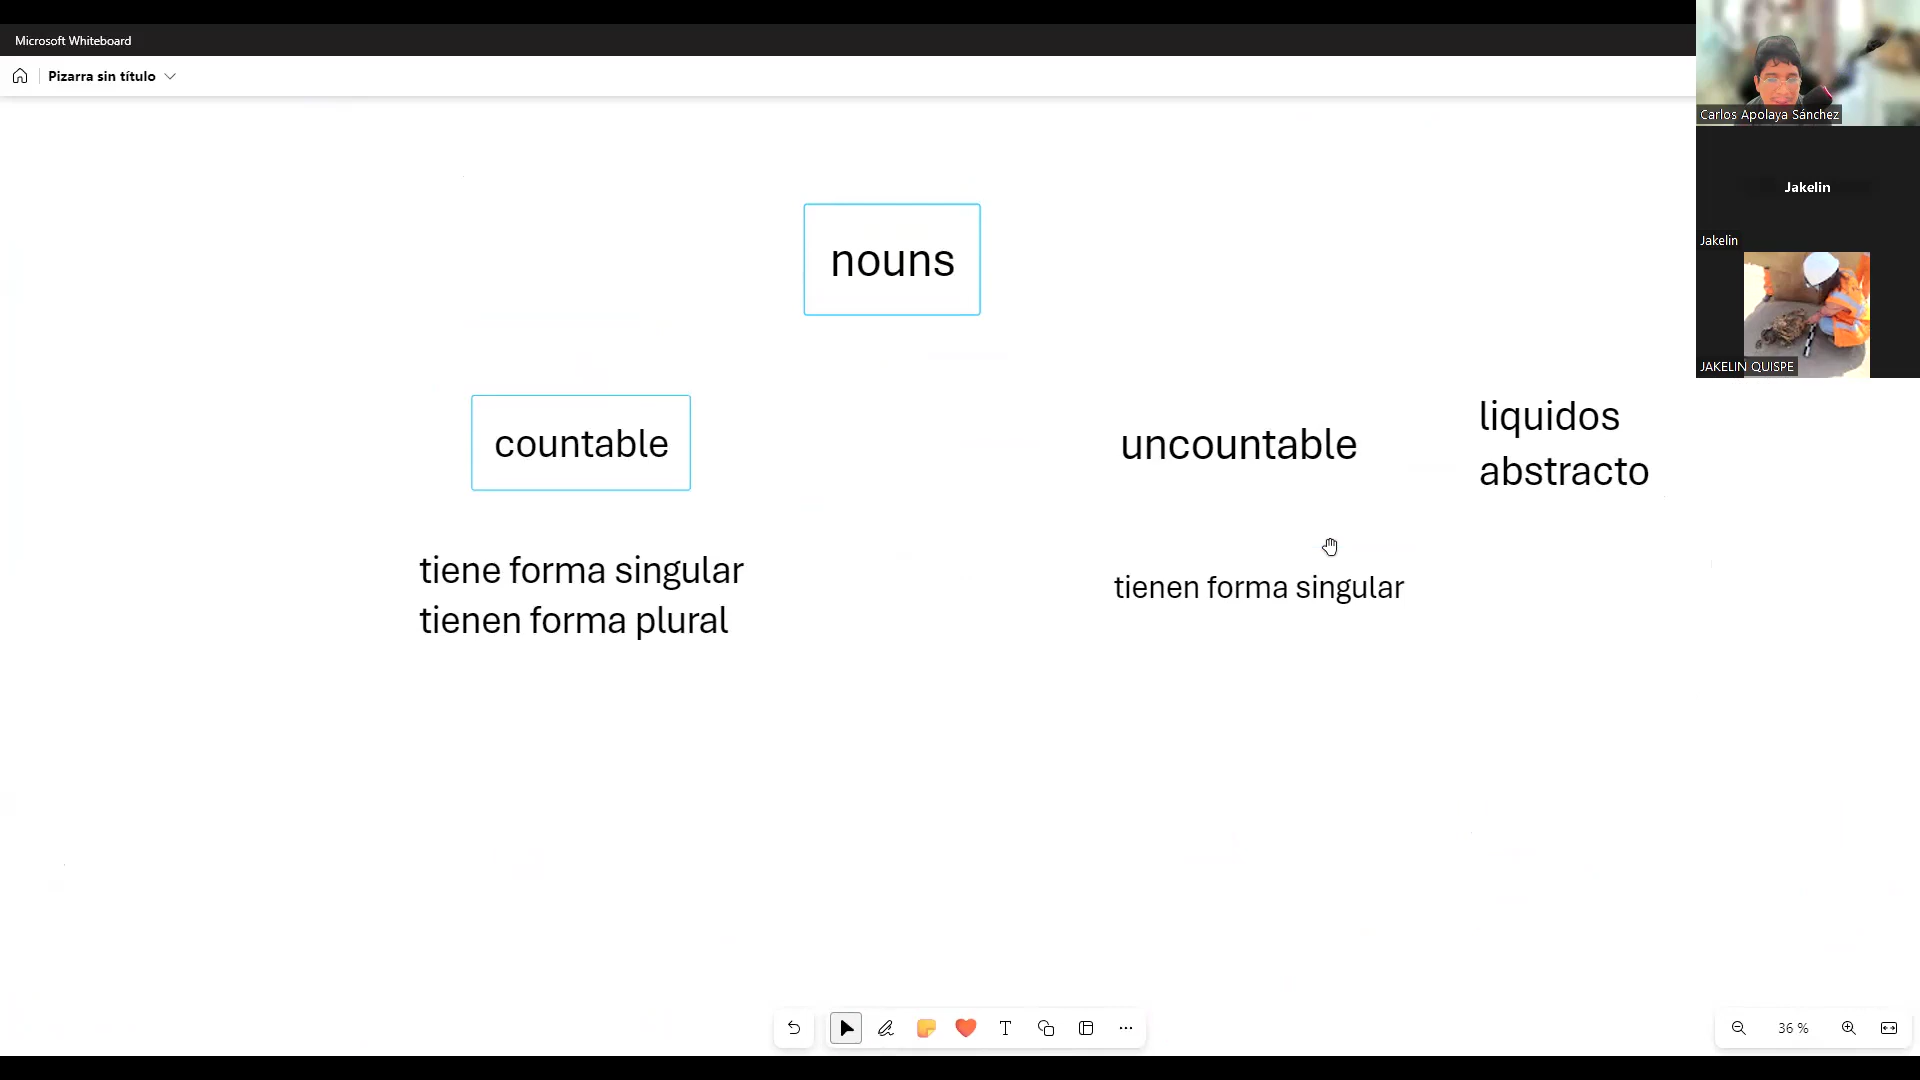 Microsoft Whiteboard
Pizarra sin título
Carlos Apolaya Sánchez
Jakelin
Jakelin
JAKELIN QUISPE
nouns
countable
uncountable
liquidos
abstracto
tiene forma singular
tienen forma plural
tienen forma singular
36 %